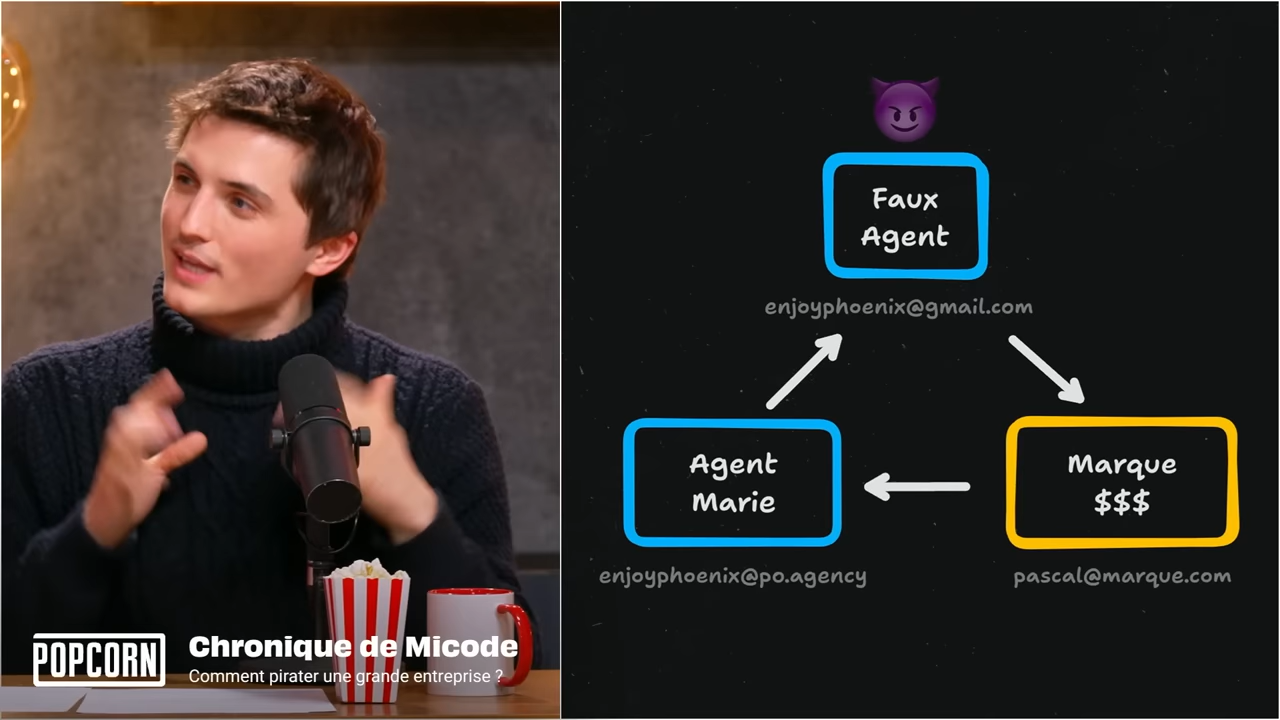 POPCORN
Chronique de Micode
Comment pirater une grande entreprise ?
Faux
Agent
enjoyphoenix@gmail.com
Agent
Marie
enjoyphoenix@po.agency
Marque
$$$
pascal@marque.com